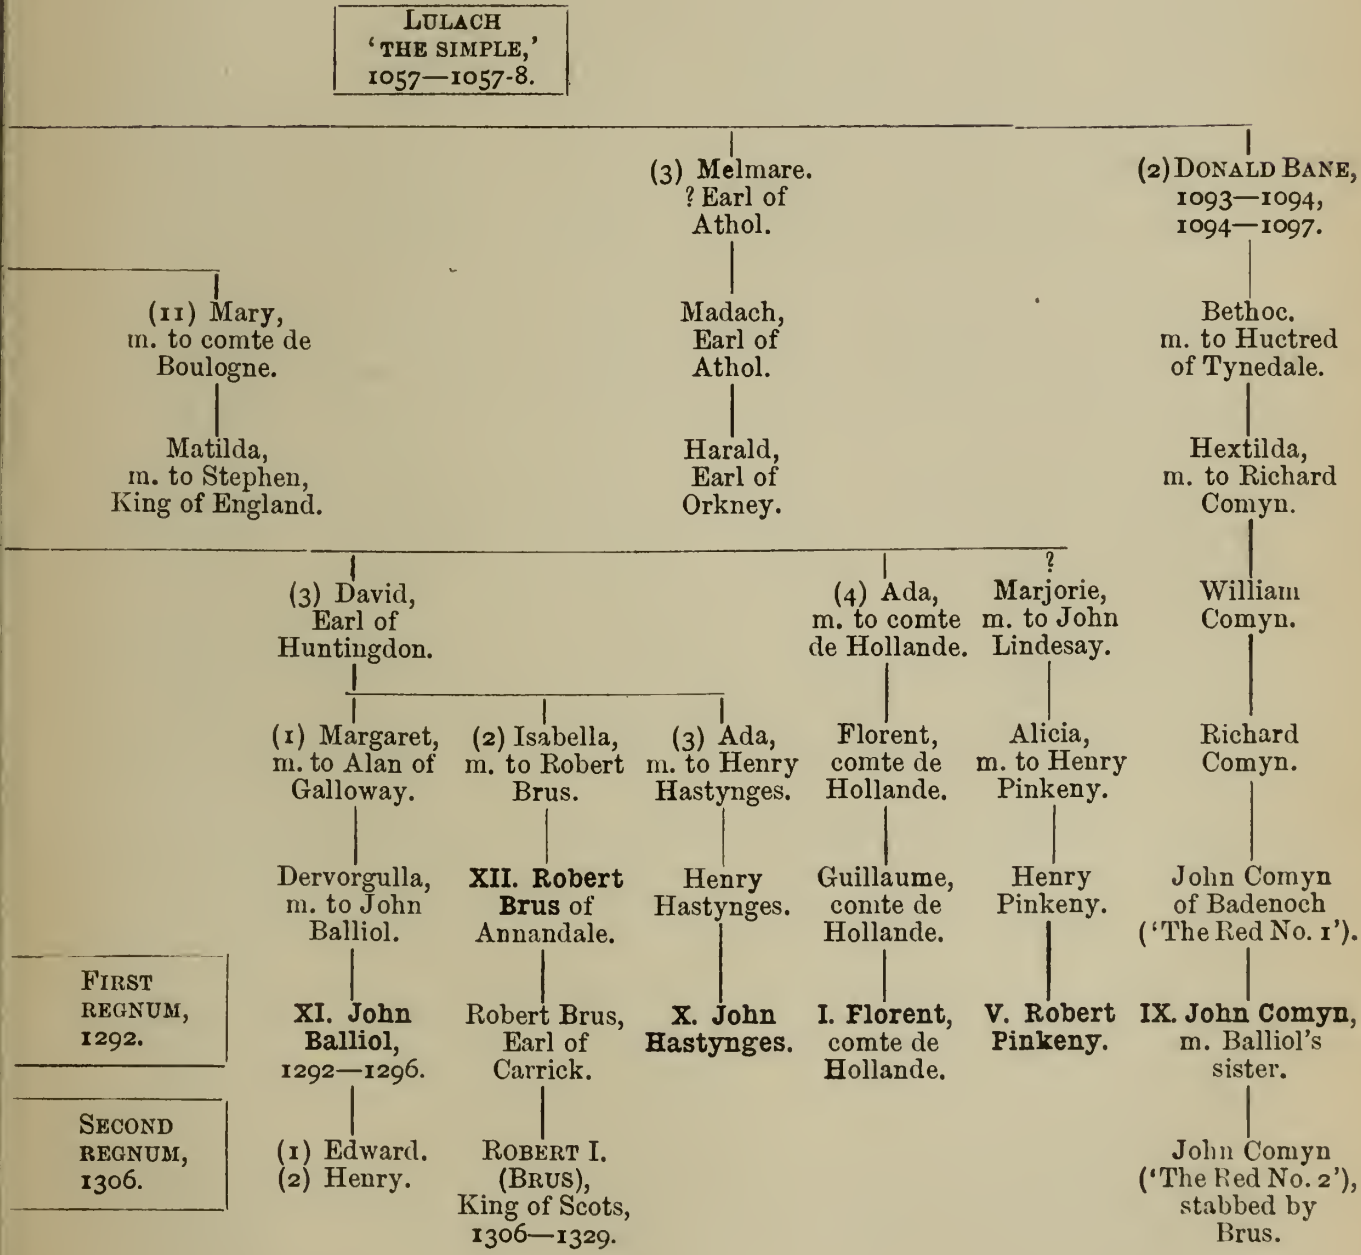 LULACH
‘THE SIMPLE,’
1057—1057-8.
(3) Melmare.
? Earl of
Athol.
(2) DONALD BANE,
1093—1094,
1094—1097.
(11) Mary,
m. to comte de
Boulogne.
Madach,
Earl of
Athol.
Bethoc.
m. to Huctred
of Tynedale.
Matilda,
m. to Stephen,
King of England.
Harald,
Earl of
Orkney.
Hextilda,
m. to Richard
Comyn.
(3) David,
Earl of
Huntingdon.
(4) Ada,
m. to comte
de Hollande.
?
Marjorie,
m. to John
Lindesay.
William
Comyn.
(1) Margaret,
m. to Alan of
Galloway.
(2) Isabella,
m. to Robert
Brus.
(3) Ada,
m. to Henry
Hastynges.
Florent,
comte de
Hollande.
Alicia,
m. to Henry
Pinkeny.
Richard
Comyn.
Dervorgulla,
m. to John
Balliol.
XII. Robert
Brus of
Annandale.
Henry
Hastynges.
Guillaume,
comte de
Hollande.
Henry
Pinkeny.
John Comyn
of Badenoch
(‘The Red No. 1’).
FIRST
REGNUM,
1292.
XI. John
Balliol,
1292—1296.
Robert Brus,
Earl of
Carrick.
X. John
Hastynges.
I. Florent,
comte de
Hollande.
V. Robert
Pinkeny.
IX. John Comyn,
m. Balliol's
sister.
SECOND
REGNUM,
1306.
(1) Edward.
(2) Henry.
ROBERT I.
(BRUS),
King of Scots,
1306—1329.
John Comyn
(‘The Red No. 2’),
stabbed by
Brus.